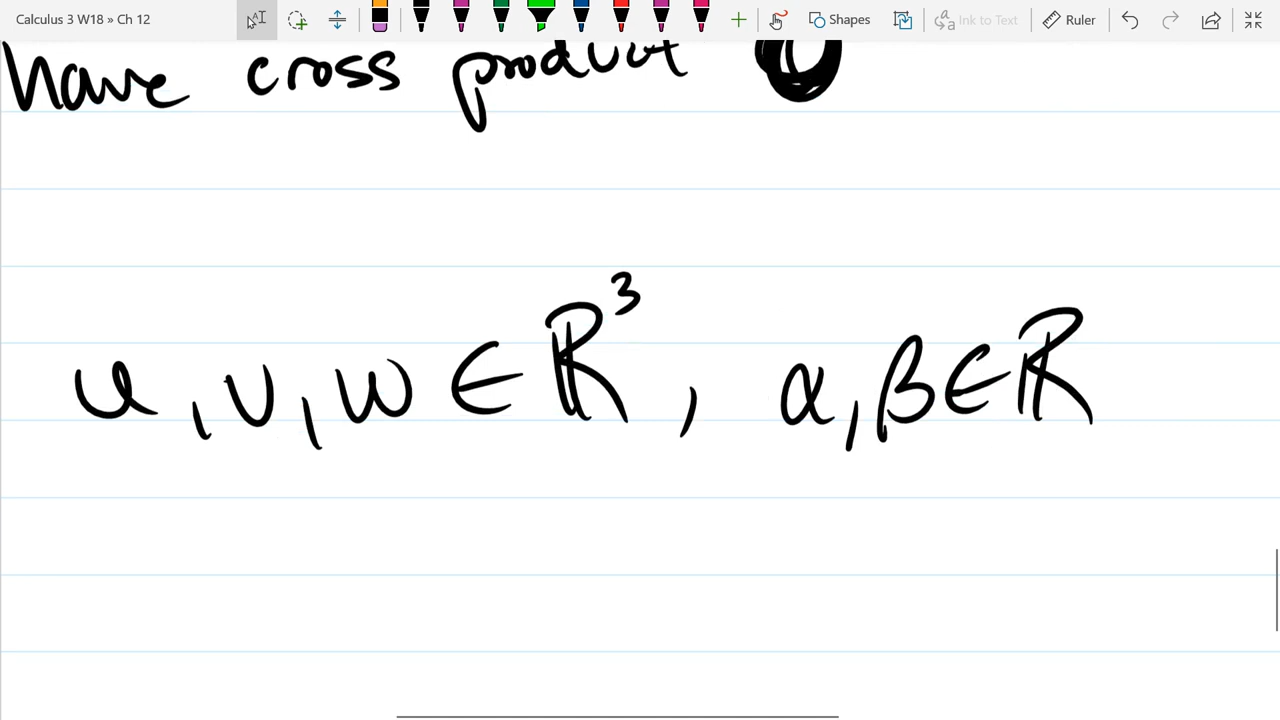 Calculus 3 W18 » Ch 12
Shapes
Ink to Text
Ruler
have cross product 0
u, v, w ∈ ℝ³, α, β ∈ ℝ